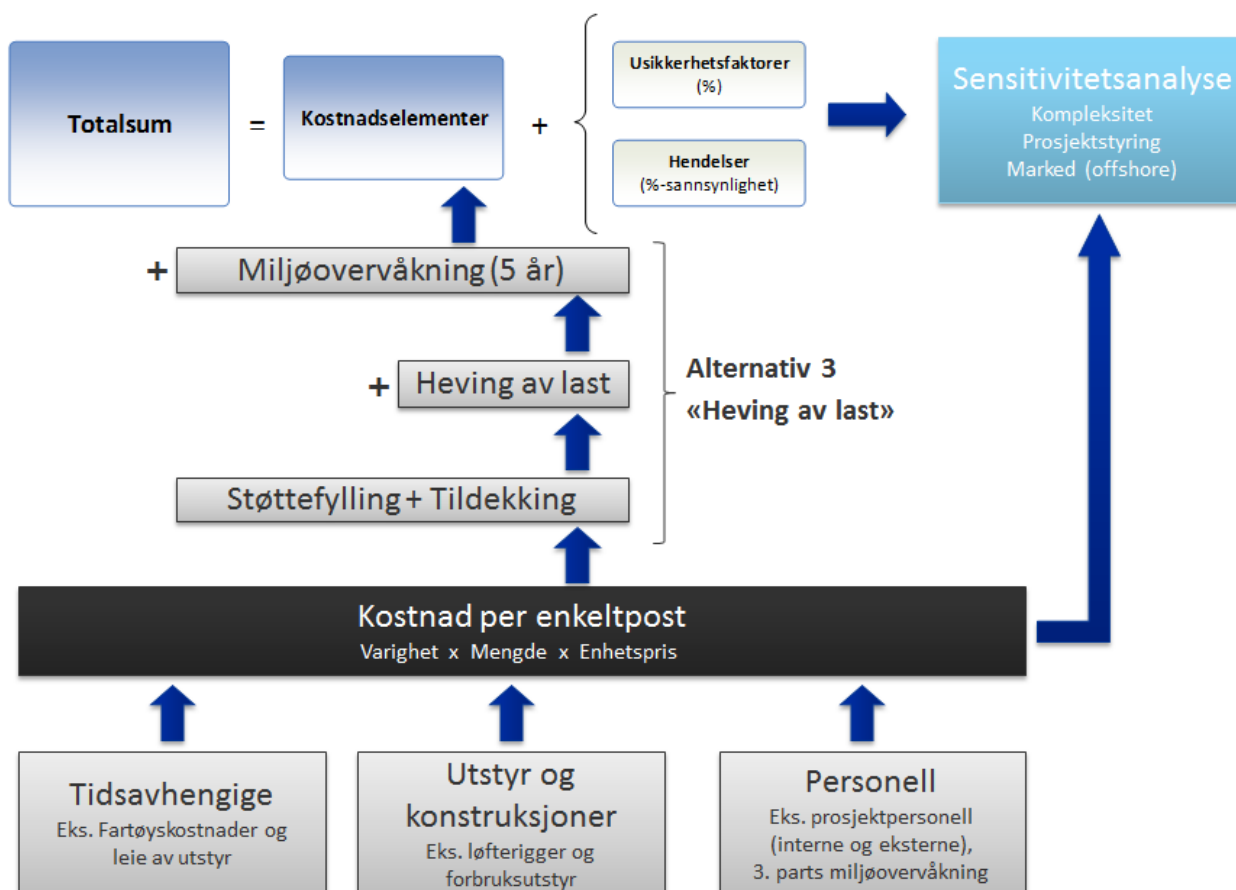 Totalsum
=
Kostnadselementer
+
Usikkerhetsfaktorer
(%)
Hendelser
(%-sannsynlighet)
Sensitivitetsanalyse
Kompleksitet
Prosjektstyring
Marked (offshore)
+ Miljøovervåkning (5 år)
+ Heving av last
Støttefylling + Tildekking
Alternativ 3
«Heving av last»
Kostnad per enkeltpost
Varighet x Mengde x Enhetspris
Tidsavhengige
Eks. Fartøyskostnader og
leie av utstyr
Utstyr og
konstruksjoner
Eks. løfterigger og
forbruksutstyr
Personell
Eks. prosjektpersonell
(interne og eksterne),
3. parts miljøovervåkning